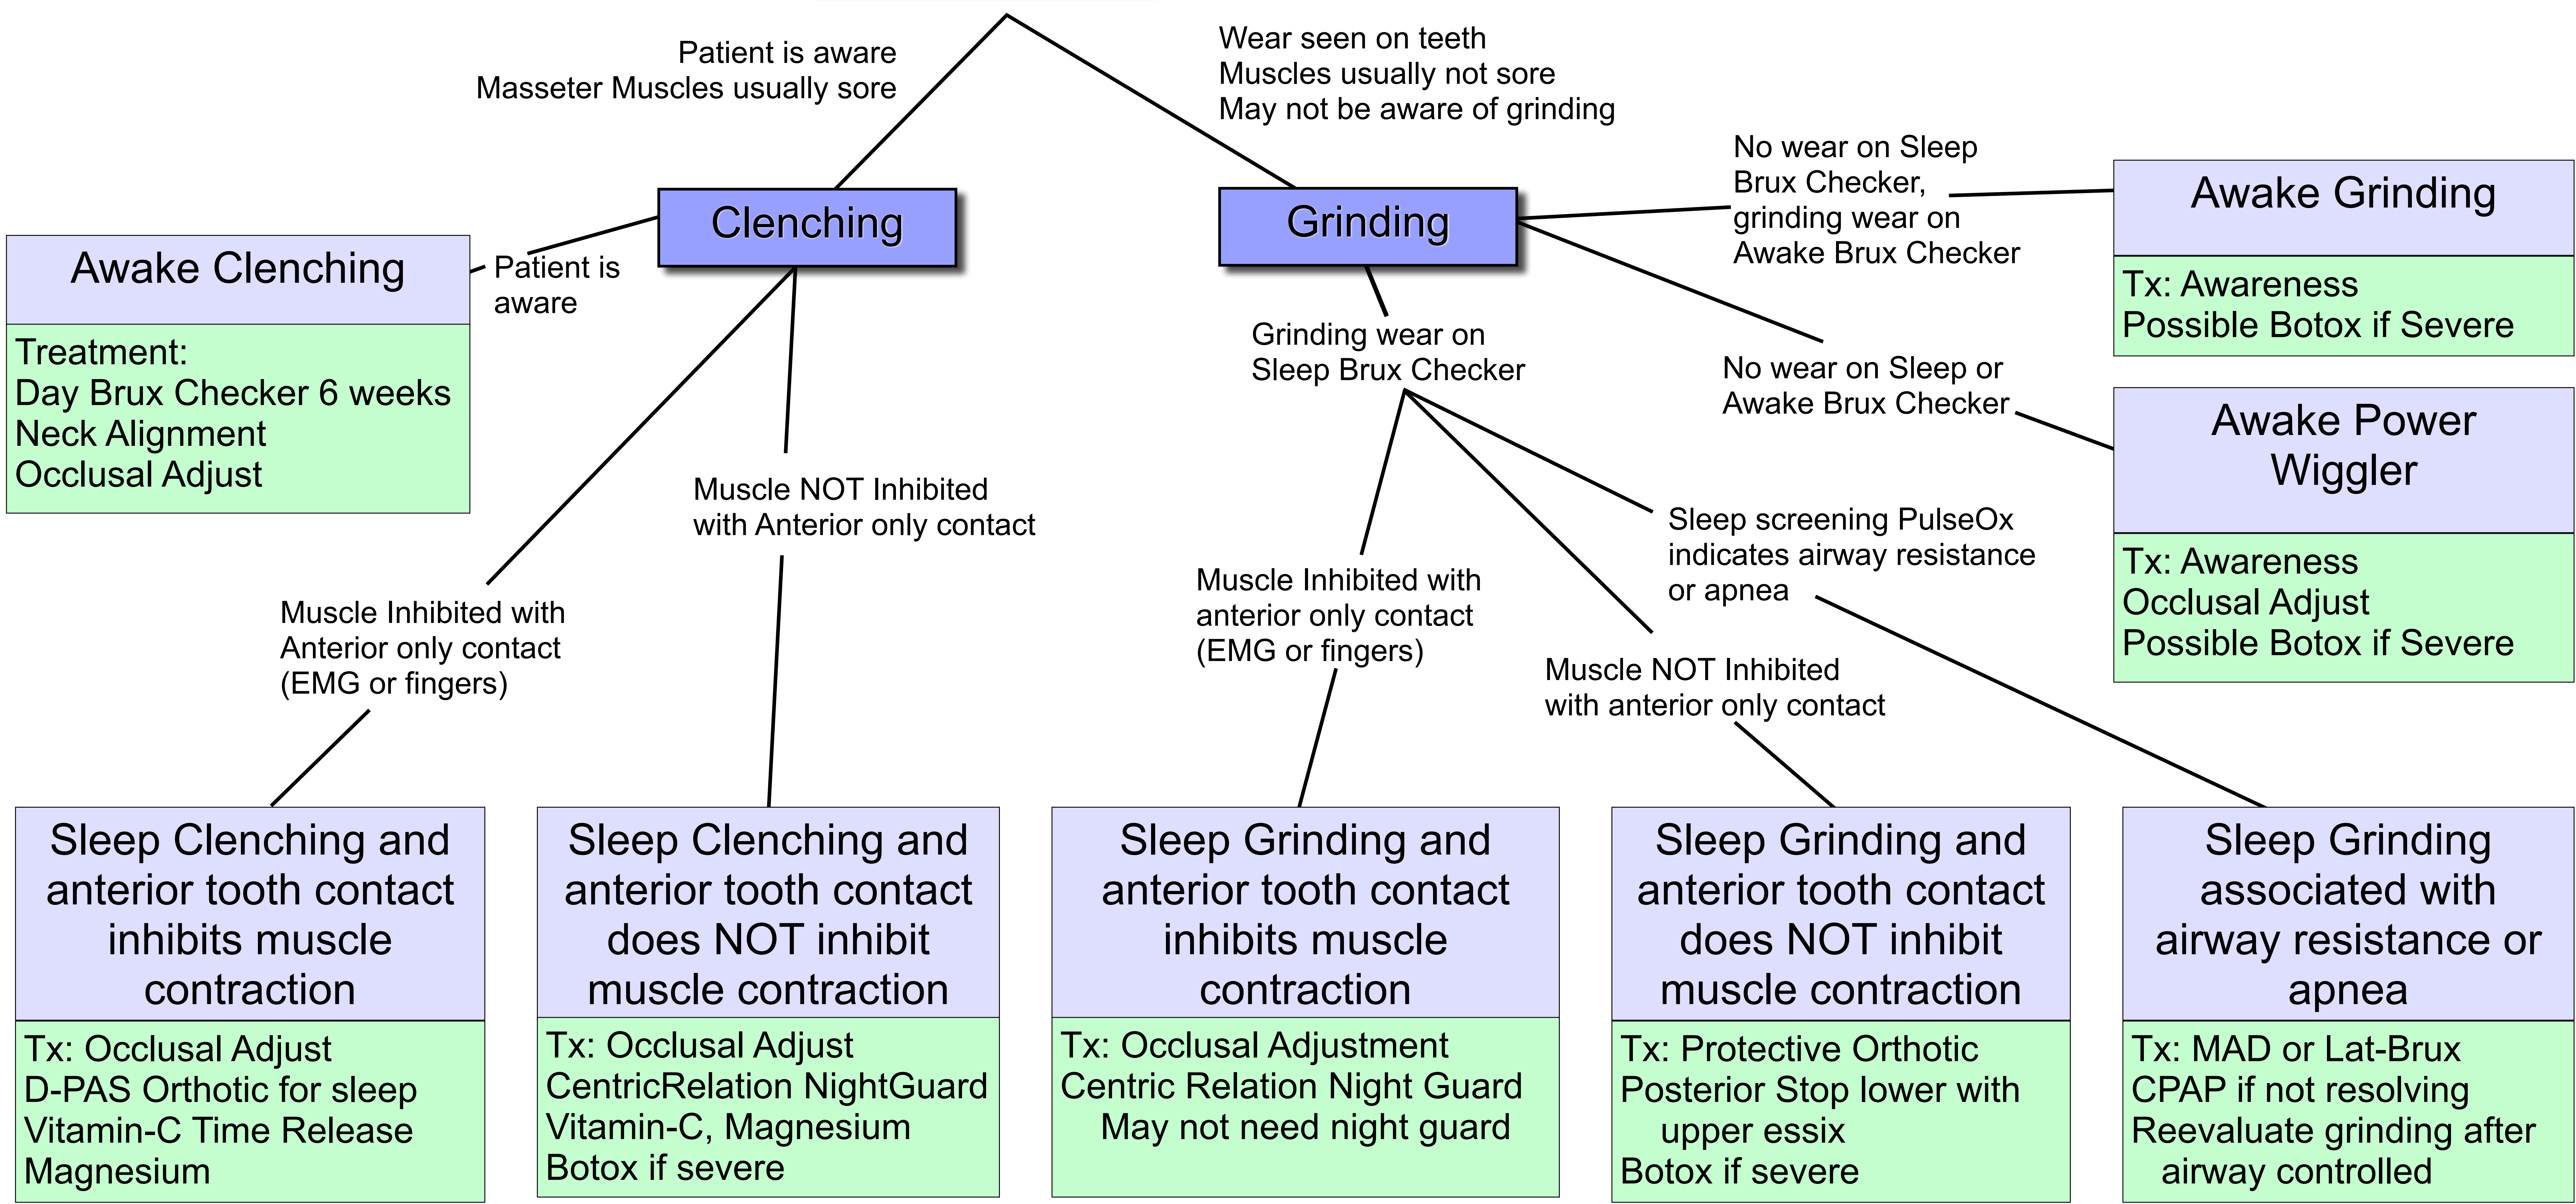 Patient is aware
Masseter Muscles usually sore
Wear seen on teeth
Muscles usually not sore
May not be aware of grinding
Clenching
Grinding
Patient is
aware
Awake Clenching
Treatment:
Day Brux Checker 6 weeks
Neck Alignment
Occlusal Adjust
No wear on Sleep
Brux Checker,
grinding wear on
Awake Brux Checker
Awake Grinding
Tx: Awareness
Possible Botox if Severe
Grinding wear on
Sleep Brux Checker
No wear on Sleep or
Awake Brux Checker
Awake Power
Wiggler
Tx: Awareness
Occlusal Adjust
Possible Botox if Severe
Muscle Inhibited with
Anterior only contact
(EMG or fingers)
Muscle NOT Inhibited
with Anterior only contact
Muscle Inhibited with
anterior only contact
(EMG or fingers)
Muscle NOT Inhibited
with anterior only contact
Sleep screening PulseOx
indicates airway resistance
or apnea
Sleep Clenching and
anterior tooth contact
inhibits muscle
contraction
Tx: Occlusal Adjust
D-PAS Orthotic for sleep
Vitamin-C Time Release
Magnesium
Sleep Clenching and
anterior tooth contact
does NOT inhibit
muscle contraction
Tx: Occlusal Adjust
CentricRelation NightGuard
Vitamin-C, Magnesium
Botox if severe
Sleep Grinding and
anterior tooth contact
inhibits muscle
contraction
Tx: Occlusal Adjustment
Centric Relation Night Guard
May not need night guard
Sleep Grinding and
anterior tooth contact
does NOT inhibit
muscle contraction
Tx: Protective Orthotic
Posterior Stop lower with
upper essix
Botox if severe
Sleep Grinding
associated with
airway resistance or
apnea
Tx: MAD or Lat-Brux
CPAP if not resolving
Reevaluate grinding after
airway controlled